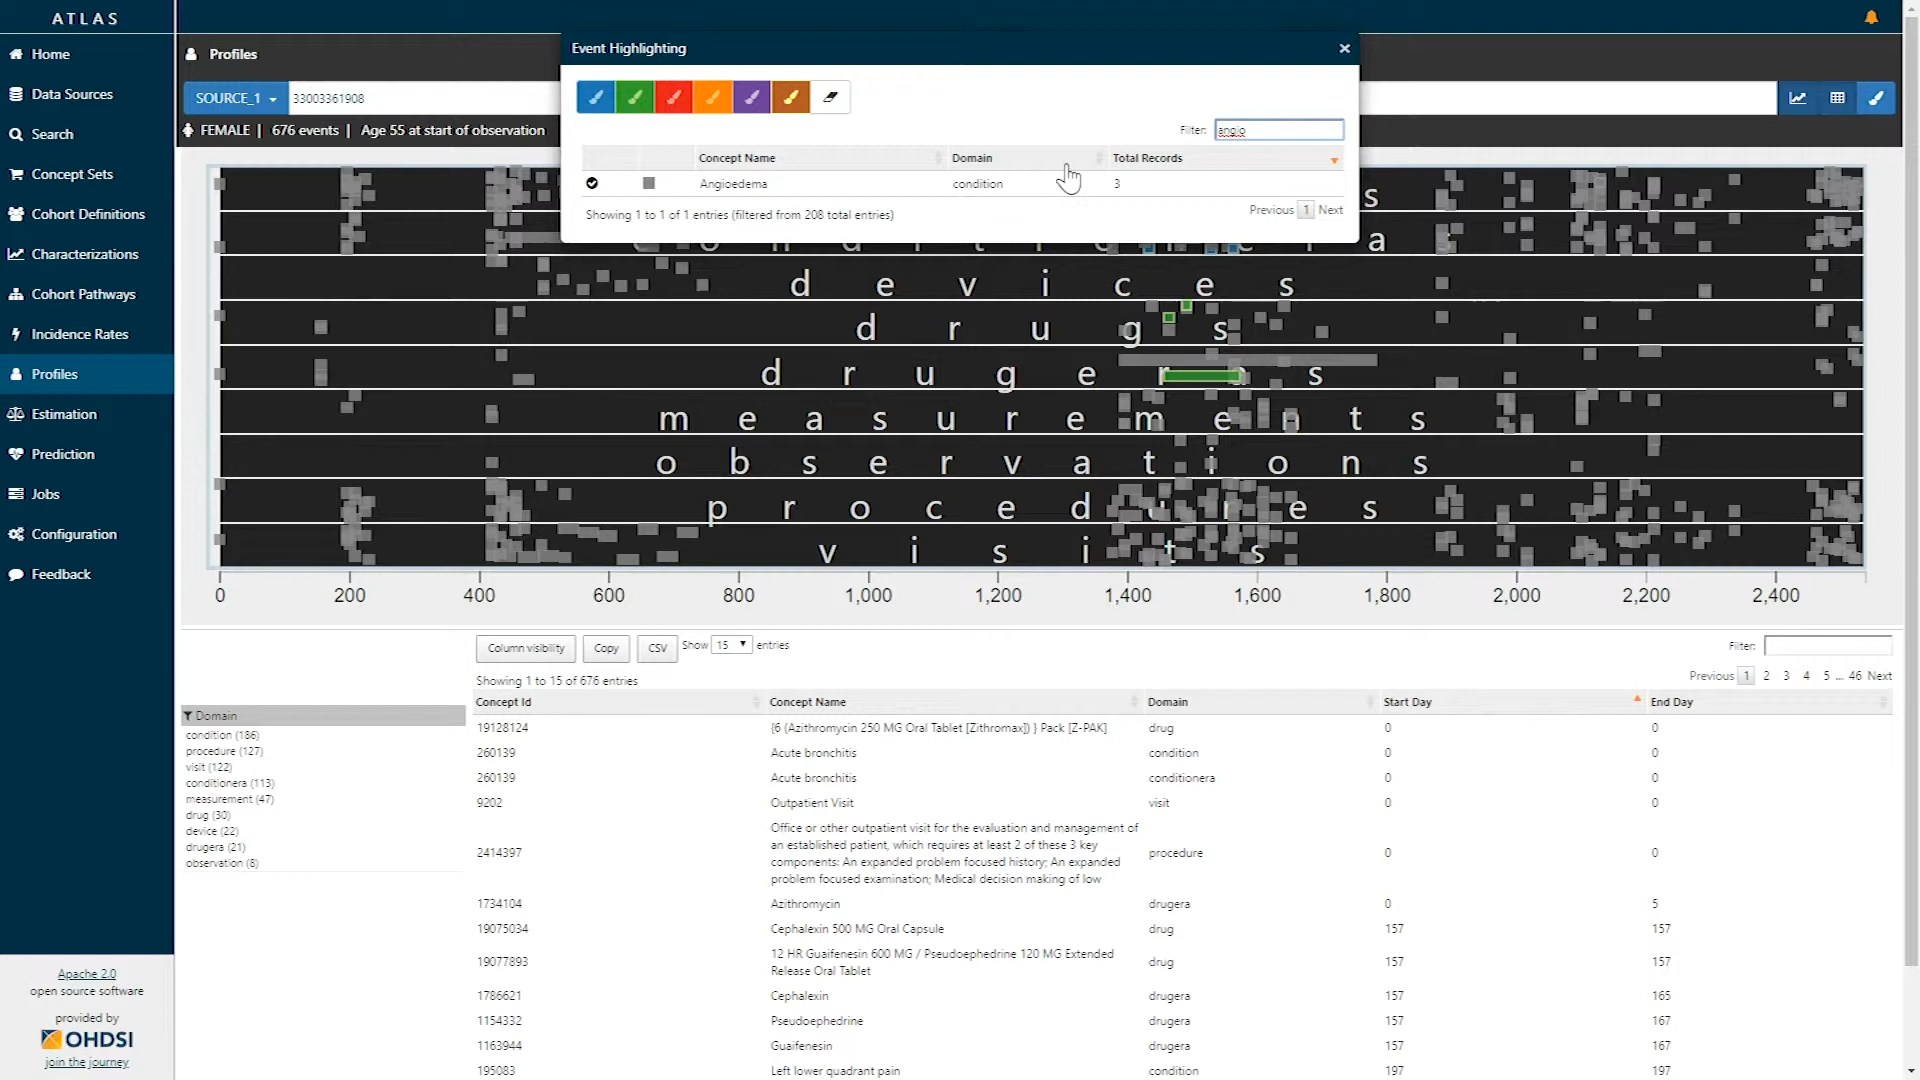 ATLAS
Home
Data Sources
Search
Concept Sets
Cohort Definitions
Characterizations
Cohort Pathways
Incidence Rates
Profiles
Estimation
Prediction
Jobs
Configuration
Feedback
Apache 2.0
open source software
provided by
OHDSI
join the journey
Profiles
SOURCE_1 33003361908
FEMALE | 676 events | Age 55 at start of observation
Event Highlighting ×
Filter: angio
Concept Name Domain Total Records
Angioedema condition 3
Showing 1 to 1 of 1 entries (filtered from 208 total entries)
Previous 1 Next
devices
drugs
drugeras
measurements
observations
procedures
visits
0 200 400 600 800 1,000 1,200 1,400 1,600 1,800 2,000 2,200 2,400
Column visibility Copy CSV Show 15 entries Filter:
Showing 1 to 15 of 676 entries Previous 1 2 3 4 5 ... 46 Next
Domain
condition (186)
procedure (127)
visit (122)
conditionera (113)
measurement (47)
drug (30)
device (22)
drugera (21)
observation (8)
Concept Id Concept Name Domain Start Day End Day
19128124 {6 (Azithromycin 250 MG Oral Tablet [Zithromax]) } Pack [Z-PAK] drug 0 0
260139 Acute bronchitis condition 0 0
260139 Acute bronchitis conditionera 0 0
9202 Outpatient Visit visit 0 0
Office or other outpatient visit for the evaluation and management of
an established patient, which requires at least 2 of these 3 key
2414397 components: An expanded problem focused history; An expanded procedure 0 0
problem focused examination; Medical decision making of low
1734104 Azithromycin drugera 0 5
19075034 Cephalexin 500 MG Oral Capsule drug 157 157
19077893 12 HR Guaifenesin 600 MG / Pseudoephedrine 120 MG Extended drug 157 157
Release Oral Tablet
1786621 Cephalexin drugera 157 165
1154332 Pseudoephedrine drugera 157 167
1163944 Guaifenesin drugera 157 167
195083 Left lower quadrant pain condition 197 197